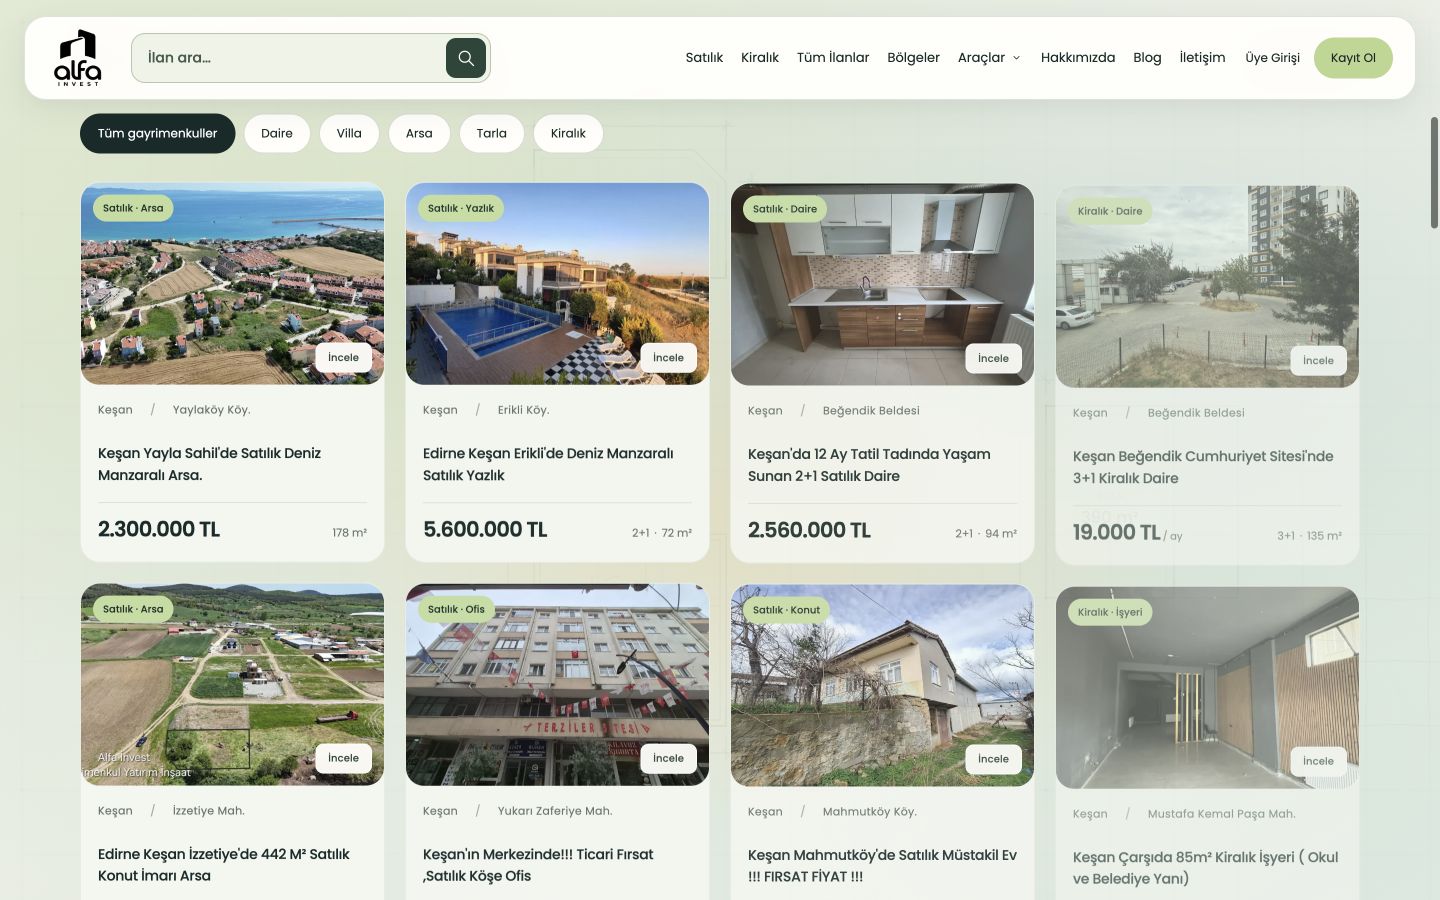 alfa
INVEST
İlan ara...
Satılık
Kiralık
Tüm İlanlar
Bölgeler
Araçlar
Hakkımızda
Blog
İletişim
Üye Girişi
Kayıt Ol
Tüm gayrimenkuller
Daire
Villa
Arsa
Tarla
Kiralık
Satılık · Arsa
İncele
Keşan / Yaylaköy Köy.
Keşan Yayla Sahil'de Satılık Deniz
Manzaralı Arsa.
2.300.000 TL
178 m²
Satılık · Yazlık
İncele
Keşan / Erikli Köy.
Edirne Keşan Erikli'de Deniz Manzaralı
Satılık Yazlık
5.600.000 TL
2+1 · 72 m²
Satılık · Daire
İncele
Keşan / Beğendik Beldesi
Keşan'da 12 Ay Tatil Tadında Yaşam
Sunan 2+1 Satılık Daire
2.560.000 TL
2+1 · 94 m²
Kiralık · Daire
İncele
Keşan / Beğendik Beldesi
Keşan Beğendik Cumhuriyet Sitesi'nde
3+1 Kiralık Daire
19.000 TL / ay
3+1 · 135 m²
Satılık · Arsa
Alfa Invest
menkul Yatırım İnşaat
İncele
Keşan / İzzetiye Mah.
Edirne Keşan İzzetiye'de 442 M² Satılık
Konut İmarı Arsa
Satılık · Ofis
TERZİLER SİTESİ
İncele
Keşan / Yukarı Zaferiye Mah.
Keşan'ın Merkezinde!!! Ticari Fırsat
,Satılık Köşe Ofis
Satılık · Konut
İncele
Keşan / Mahmutköy Köy.
Keşan Mahmutköy'de Satılık Müstakil Ev
!!! FIRSAT FİYAT !!!
Kiralık · İşyeri
İncele
Keşan / Mustafa Kemal Paşa Mah.
Keşan Çarşıda 85m² Kiralık İşyeri ( Okul
ve Belediye Yanı)